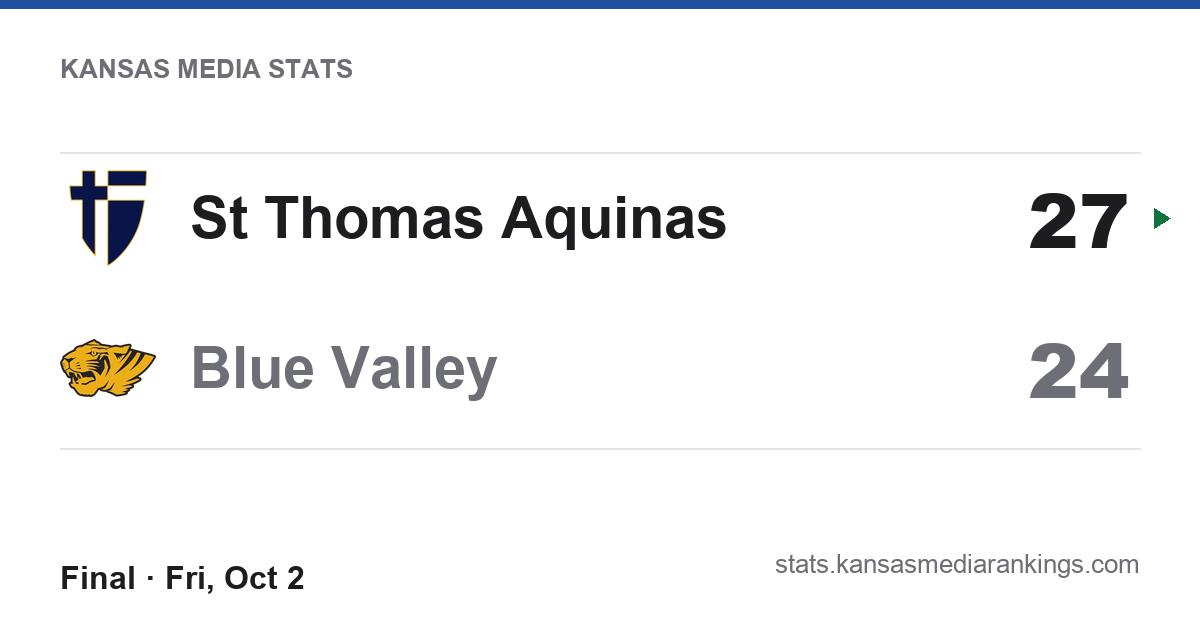 KANSAS MEDIA STATS
St Thomas Aquinas 27
Blue Valley 24
Final · Fri, Oct 2
stats.kansasmediarankings.com